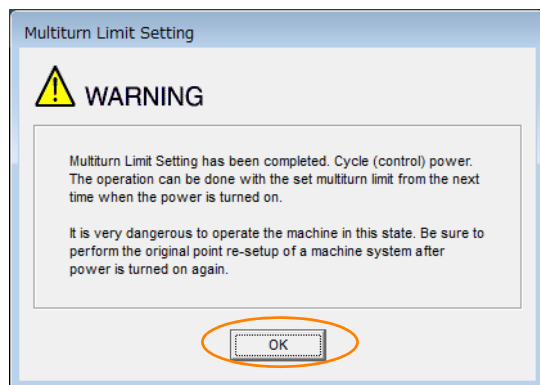 Multiturn Limit Setting
WARNING
Multiturn Limit Setting has been completed. Cycle (control) power.
The operation can be done with the set multiturn limit from the next
time when the power is turned on.
It is very dangerous to operate the machine in this state. Be sure to
perform the original point re-setup of a machine system after
power is turned on again.
OK